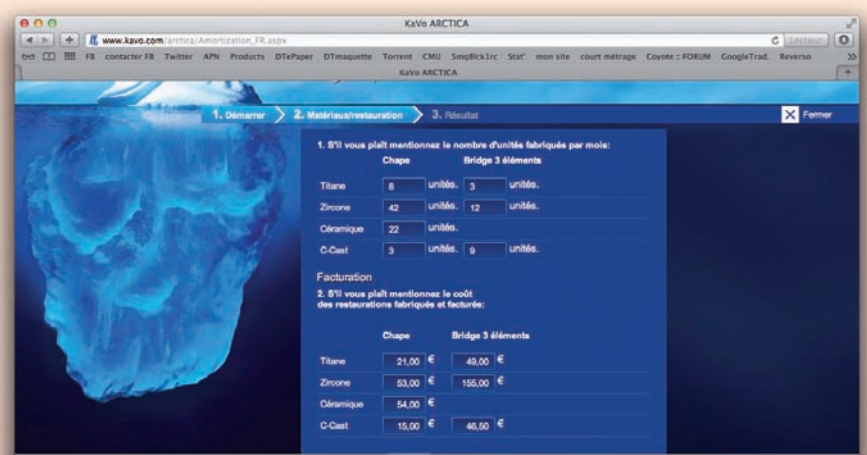 KaVo ARCTICA
www.kavo.com/arctica/Amortization_FR.aspx
Lecteur
FB contacter FB Twitter APN Products DTePaper DTmaquette Torrent CMU Stat' mon site court métrage Coyote :: FORUM GoogleTrad. Reverso
KaVo ARCTICA
1. Démarrer 2. Matériaux/restauration 3. Résultat Fermer
1. S'il vous plaît mentionnez le nombre d'unités fabriqués par mois:
Chape Bridge 3 éléments
Titane 8 unités. 3 unités.
Zircone 42 unités. 12 unités.
Céramique 22 unités.
C-Cast 3 unités. 9 unités.
Facturation
2. S'il vous plaît mentionnez le coût
des restaurations fabriqués et facturés:
Chape Bridge 3 éléments
Titane 21,00 € 49,00 €
Zircone 53,00 € 155,00 €
Céramique 54,00 €
C-Cast 15,00 € 46,50 €